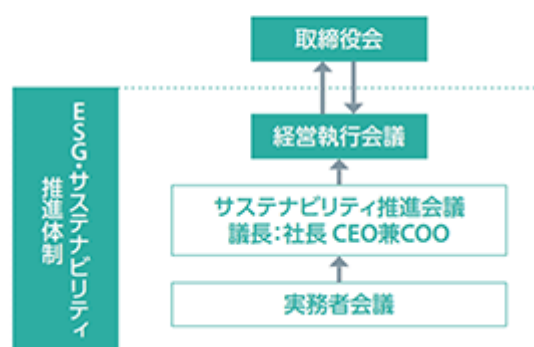 取締役会
経営執行会議
ESG・サステナビリティ
推進体制
サステナビリティ推進会議
議長:社長 CEO兼COO
実務者会議